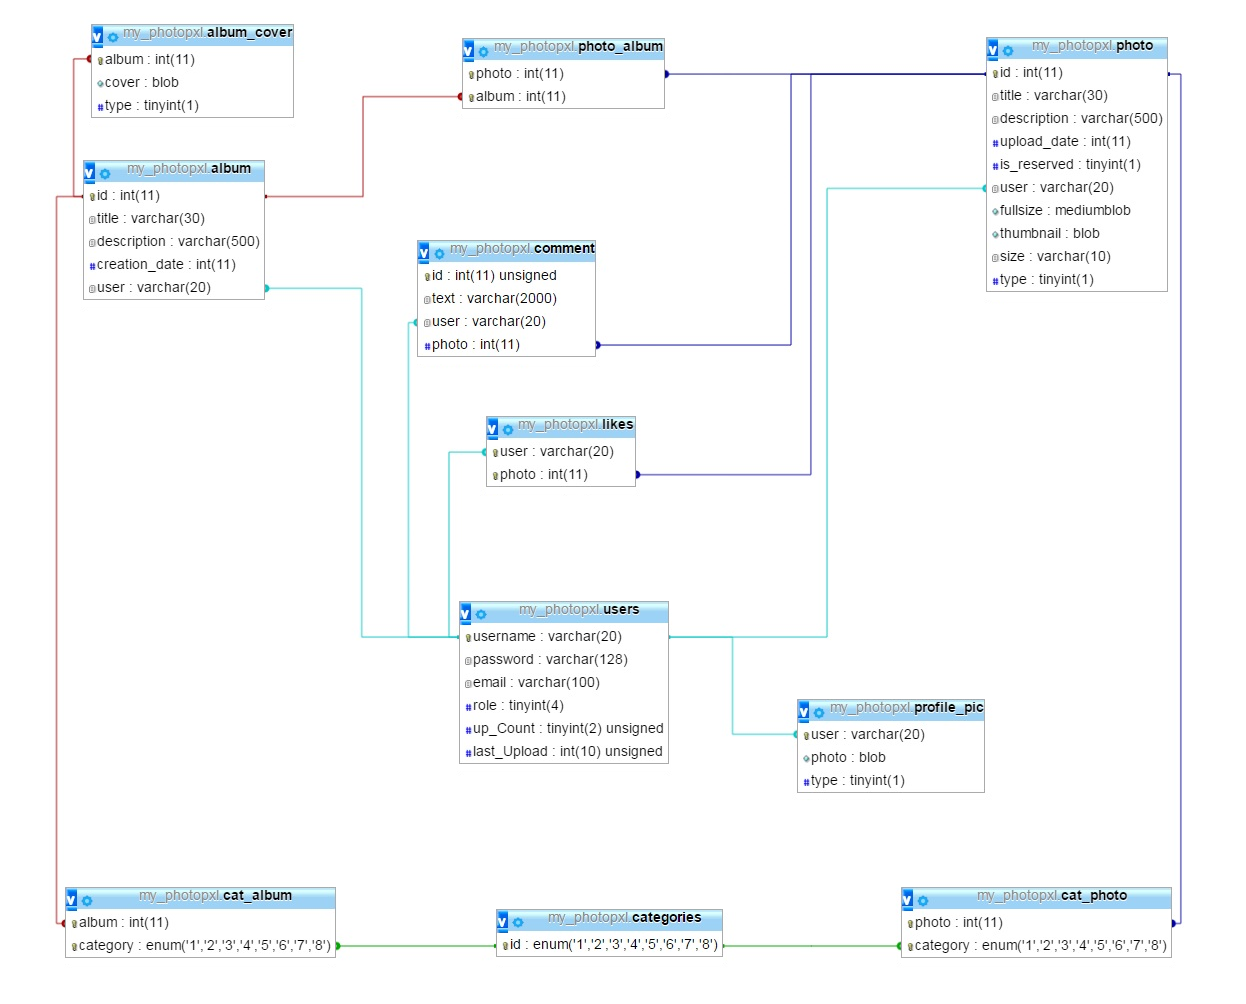 my_photopxl.album_cover
album : int(11)
cover : blob
type : tinyint(1)
my_photopxl.photo_album
photo : int(11)
album : int(11)
my_photopxl.photo
id : int(11)
title : varchar(30)
description : varchar(500)
upload_date : int(11)
is_reserved : tinyint(1)
user : varchar(20)
fullsize : mediumblob
thumbnail : blob
size : varchar(10)
type : tinyint(1)
my_photopxl.album
id : int(11)
title : varchar(30)
description : varchar(500)
creation_date : int(11)
user : varchar(20)
my_photopxl.comment
id : int(11) unsigned
text : varchar(2000)
user : varchar(20)
photo : int(11)
my_photopxl.likes
user : varchar(20)
photo : int(11)
my_photopxl.users
username : varchar(20)
password : varchar(128)
email : varchar(100)
role : tinyint(4)
up_Count : tinyint(2) unsigned
last_Upload : int(10) unsigned
my_photopxl.profile_pic
user : varchar(20)
photo : blob
type : tinyint(1)
my_photopxl.cat_album
album : int(11)
category : enum('1','2','3','4','5','6','7','8')
my_photopxl.categories
id : enum('1','2','3','4','5','6','7','8')
my_photopxl.cat_photo
photo : int(11)
category : enum('1','2','3','4','5','6','7','8')